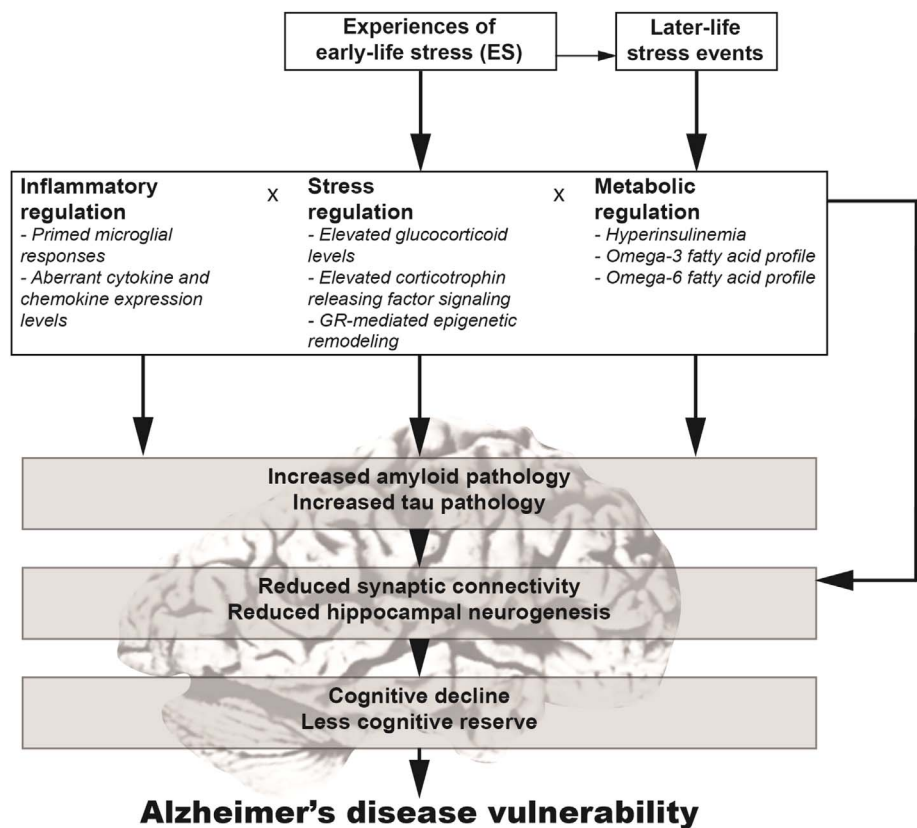 Experiences of
early-life stress (ES)
Later-life
stress events
Inflammatory
regulation
- Primed microglial
responses
- Aberrant cytokine and
chemokine expression
levels
x
Stress
regulation
- Elevated glucocorticoid
levels
- Elevated corticotrophin
releasing factor signaling
- GR-mediated epigenetic
remodeling
x
Metabolic
regulation
- Hyperinsulinemia
- Omega-3 fatty acid profile
- Omega-6 fatty acid profile
Increased amyloid pathology
Increased tau pathology
Reduced synaptic connectivity
Reduced hippocampal neurogenesis
Cognitive decline
Less cognitive reserve
Alzheimer's disease vulnerability